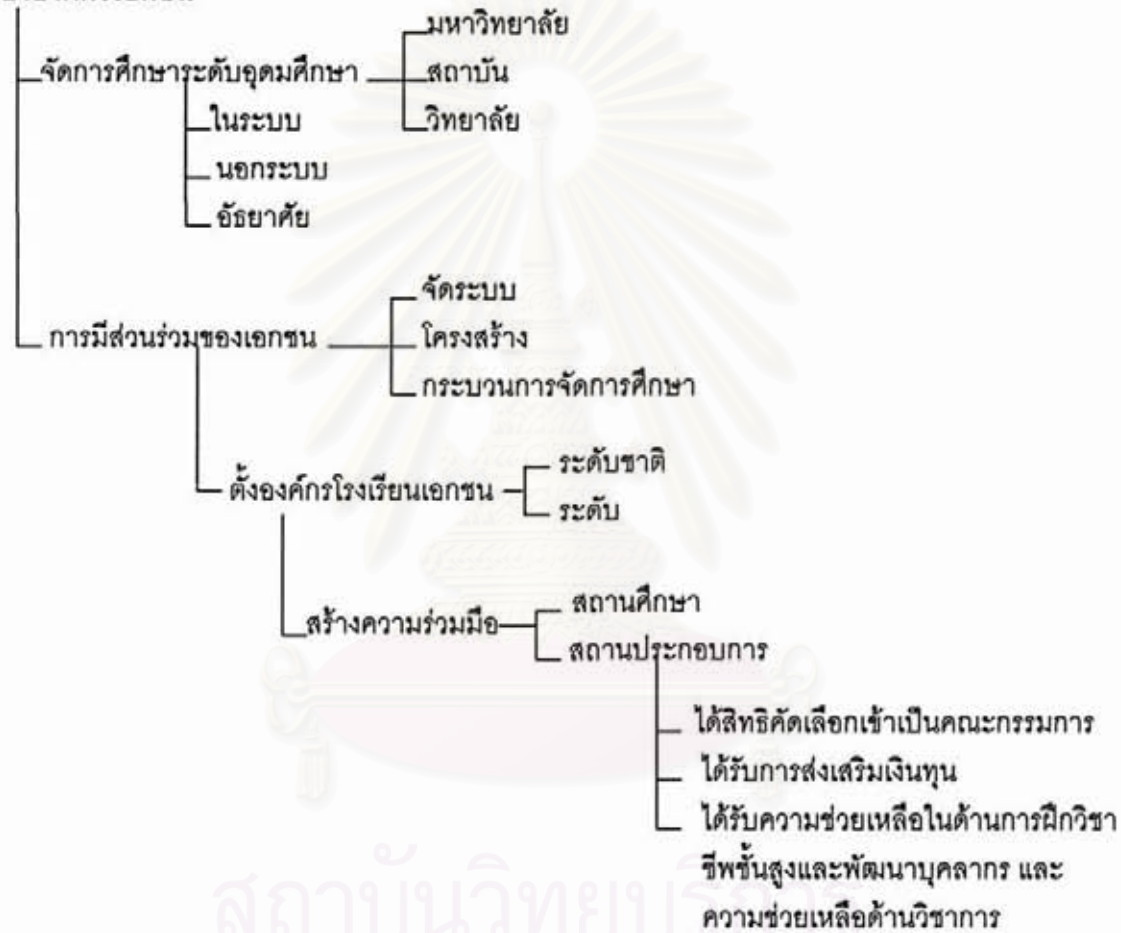 มหาวิทยาลัย
จัดการศึกษาระดับอุดมศึกษา
สถาบัน
ในระบบ
วิทยาลัย
นอกระบบ
อัธยาศัย
จัดระบบ
การมีส่วนร่วมของเอกชน
โครงสร้าง
กระบวนการจัดการศึกษา
ระดับชาติ
ตั้งองค์กรโรงเรียนเอกชน
ระดับ
สถานศึกษา
สร้างความร่วมมือ
สถานประกอบการ
ได้สิทธิคัดเลือกเข้าเป็นคณะกรรมการ
ได้รับการส่งเสริมเงินทุน
ได้รับความช่วยเหลือในด้านการฝึกวิชา
ชีพชั้นสูงและพัฒนาบุคลากร และ
ความช่วยเหลือด้านวิชาการ
สถาบันวิทยบริการ